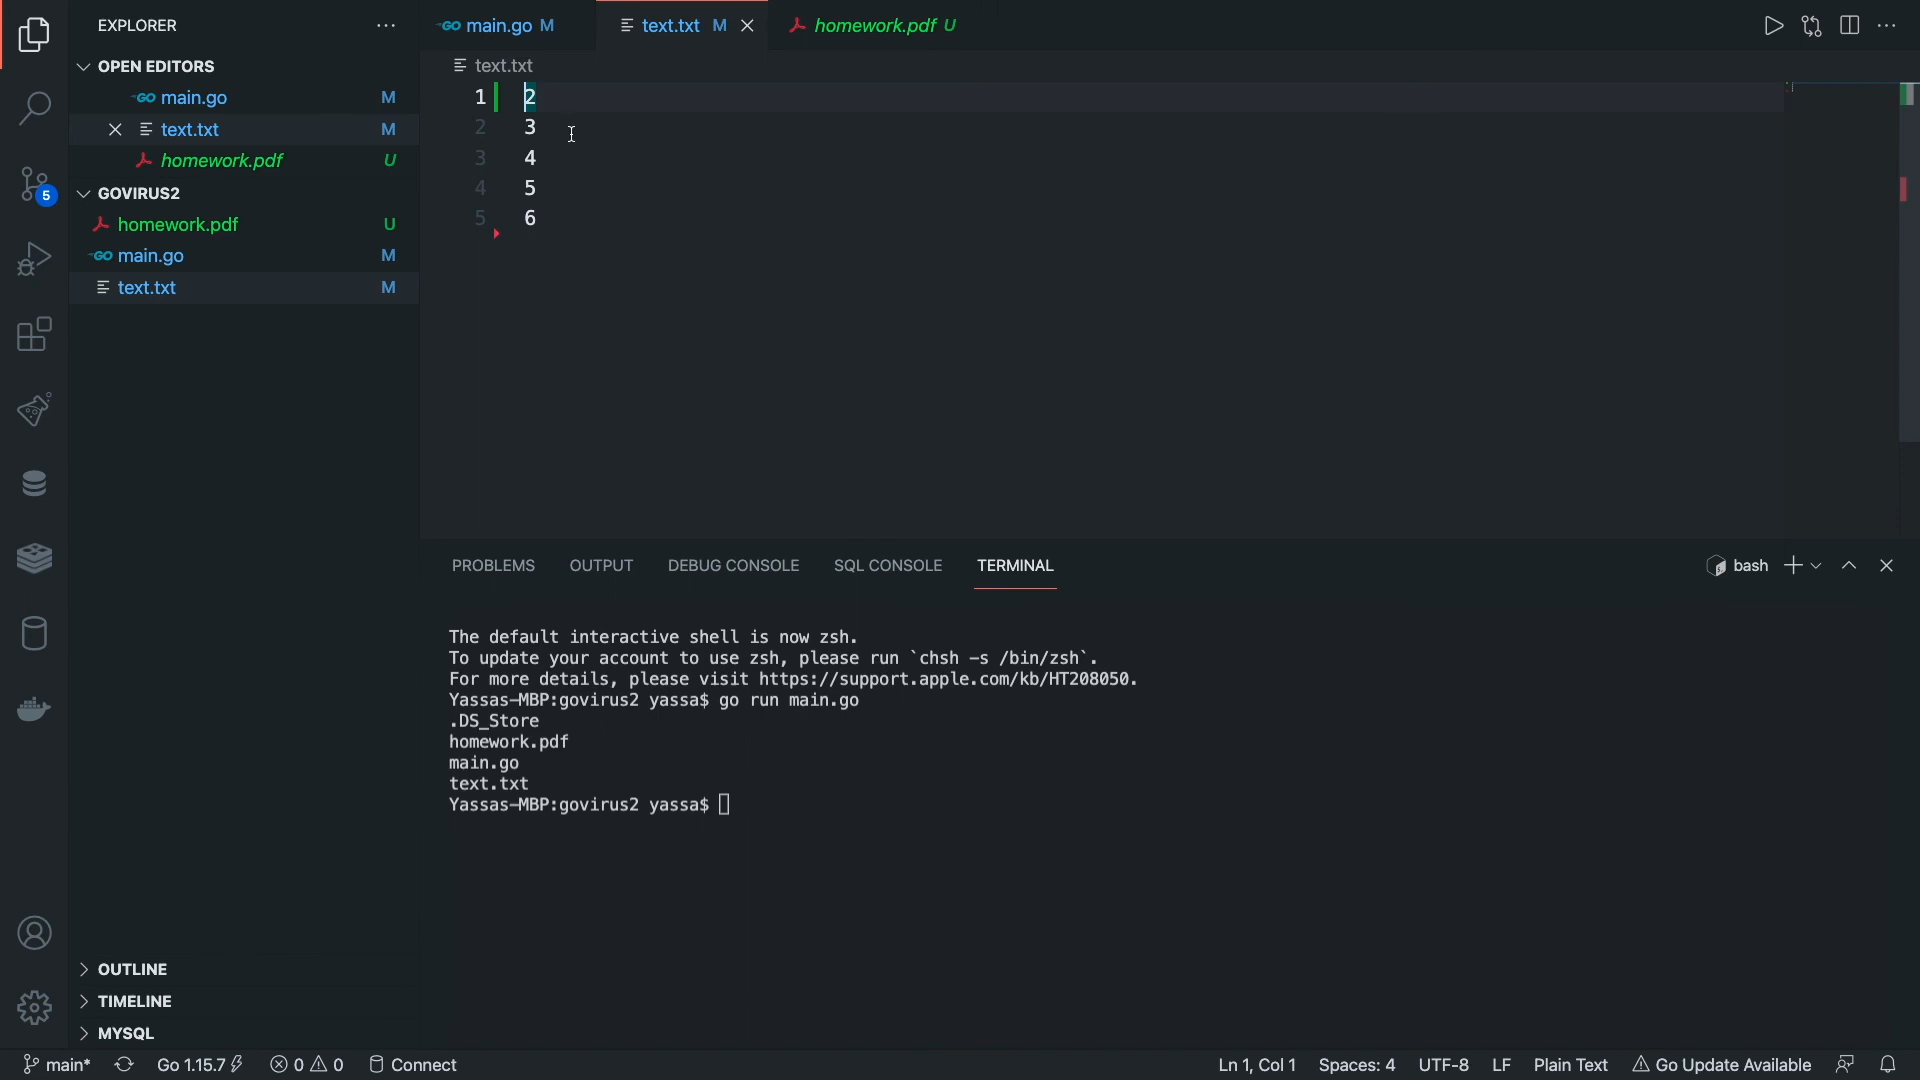 EXPLORER
main.go M
text.txt M
homework.pdf U
OPEN EDITORS
main.go M
text.txt M
homework.pdf U
GOVIRUS2
homework.pdf U
main.go M
text.txt M
text.txt
1 2
2 3
3 4
4 5
5 6
5
PROBLEMS OUTPUT DEBUG CONSOLE SQL CONSOLE TERMINAL
bash
The default interactive shell is now zsh.
To update your account to use zsh, please run `chsh -s /bin/zsh`.
For more details, please visit https://support.apple.com/kb/HT208050.
Yassas-MBP:govirus2 yassa$ go run main.go
.DS_Store
homework.pdf
main.go
text.txt
Yassas-MBP:govirus2 yassa$
OUTLINE
TIMELINE
MYSQL
main* Go 1.15.7 0 0 Connect Ln 1, Col 1 Spaces: 4 UTF-8 LF Plain Text Go Update Available